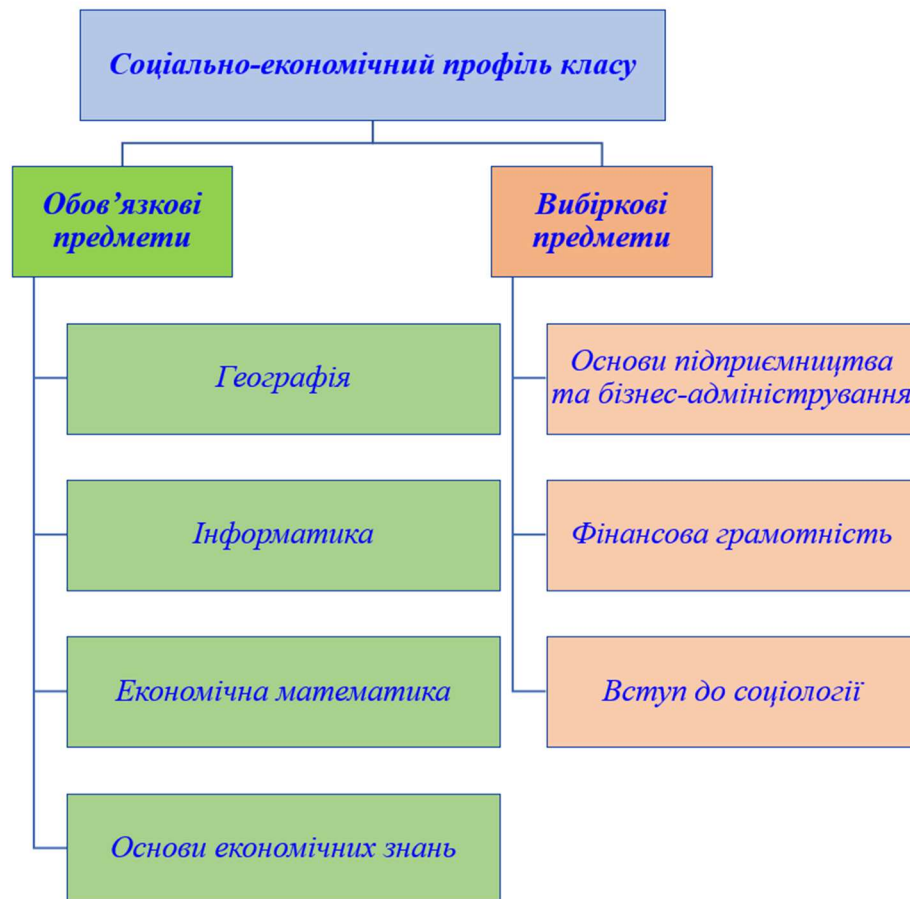 Соціально-економічний профіль класу
Обов’язкові
предмети
Географія
Інформатика
Економічна математика
Основи економічних знань
Вибіркові
предмети
Основи підприємництва
та бізнес-адміністрування
Фінансова грамотність
Вступ до соціології